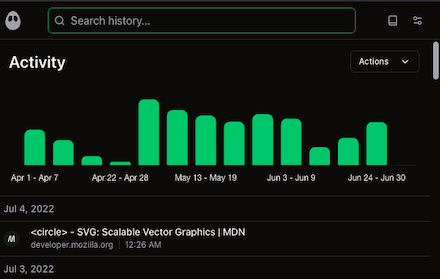 Search history...
Activity
Actions
Apr 1 - Apr 7
Apr 22 - Apr 28
May 13 - May 19
Jun 3 - Jun 9
Jun 24 - Jun 30
Jul 4, 2022
M
<circle> - SVG: Scalable Vector Graphics | MDN
developer.mozilla.org | 12:26 AM
Jul 3, 2022